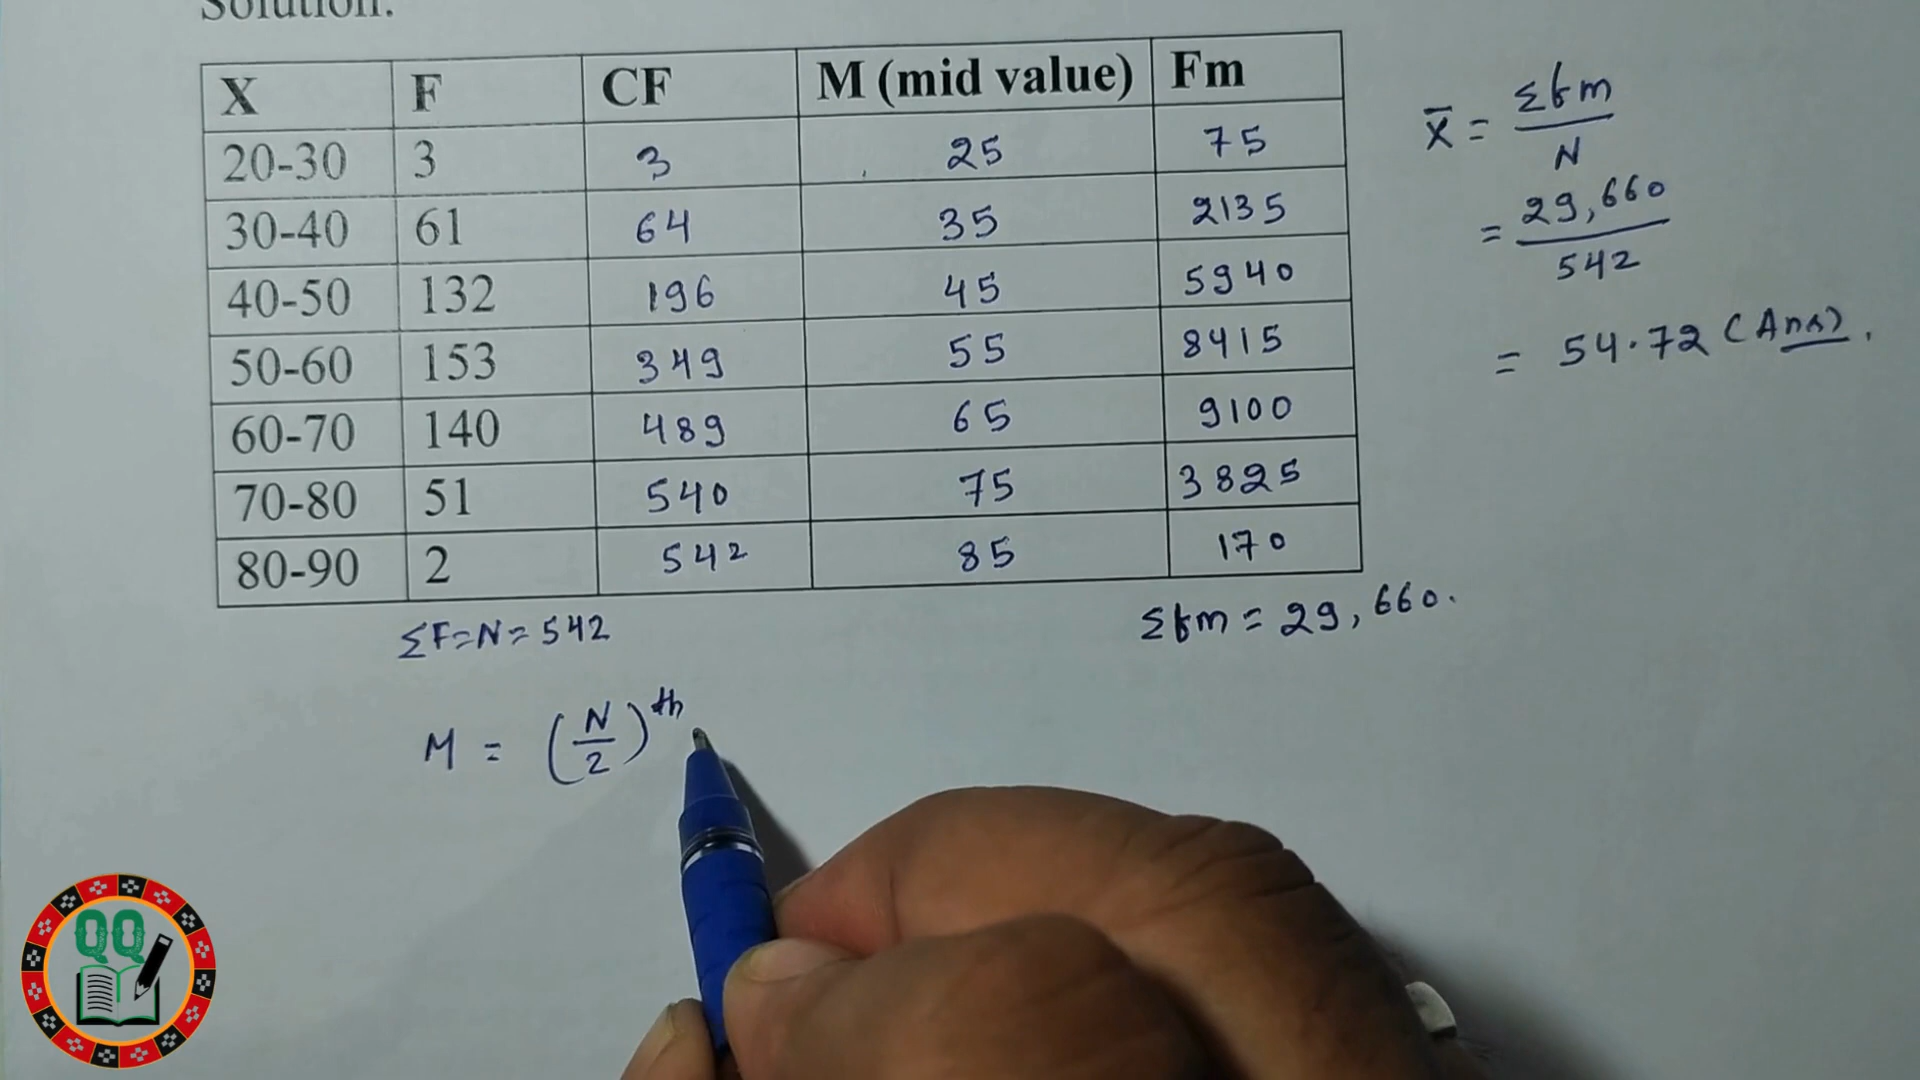 Solution:
X F CF M (mid value) Fm
20-30 3 3 25 75
30-40 61 64 35 2135
40-50 132 196 45 5940
50-60 153 349 55 8415
60-70 140 489 65 9100
70-80 51 540 75 3825
80-90 2 542 85 170
ΣF=N=542
Σfm = 29,660.
X̄ = Σfm/N
= 29,660/542
= 54.72 (Ans).
M = (N/2)th
QQ